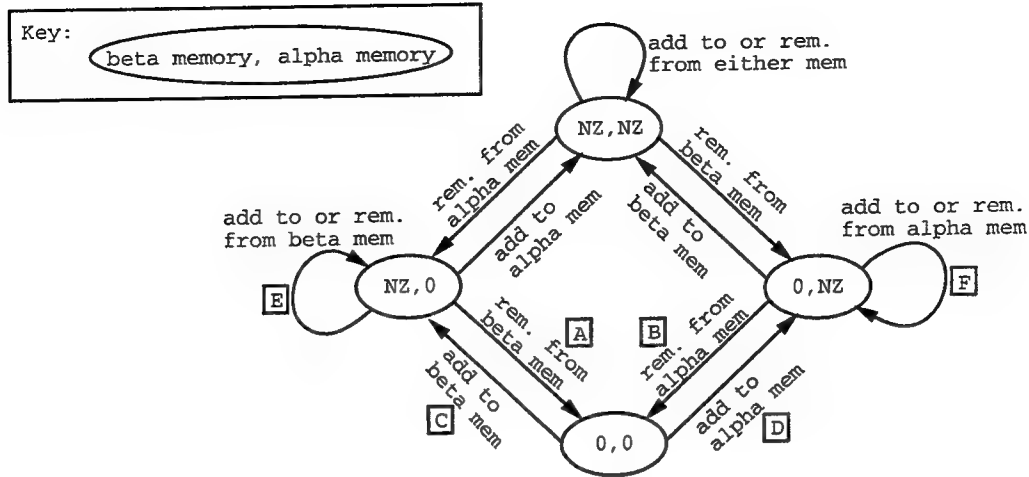 Key:
beta memory, alpha memory
add to or rem.
from either mem
NZ,NZ
rem. from
alpha mem
add to
alpha mem
rem. from
beta mem
add to
beta mem
add to or rem.
from beta mem
add to or rem.
from alpha mem
NZ,0
0,NZ
E
F
rem. from
beta mem
A
B
rem. from
alpha mem
add to
beta mem
C
add to
alpha mem
D
0,0